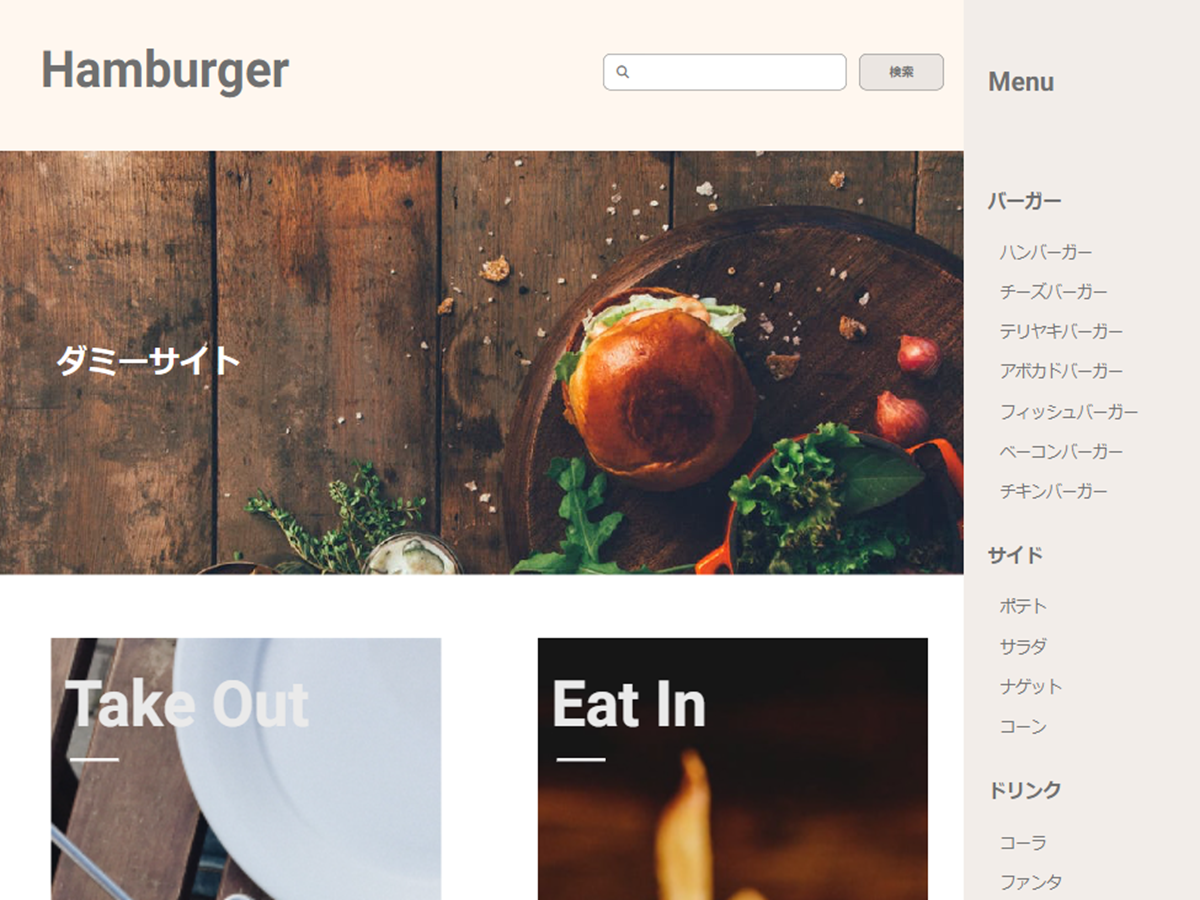 Hamburger
検索
ダミーサイト
Take Out
Eat In
Menu
バーガー
ハンバーガー
チーズバーガー
テリヤキバーガー
アボカドバーガー
フィッシュバーガー
ベーコンバーガー
チキンバーガー
サイド
ポテト
サラダ
ナゲット
コーン
ドリンク
コーラ
ファンタ